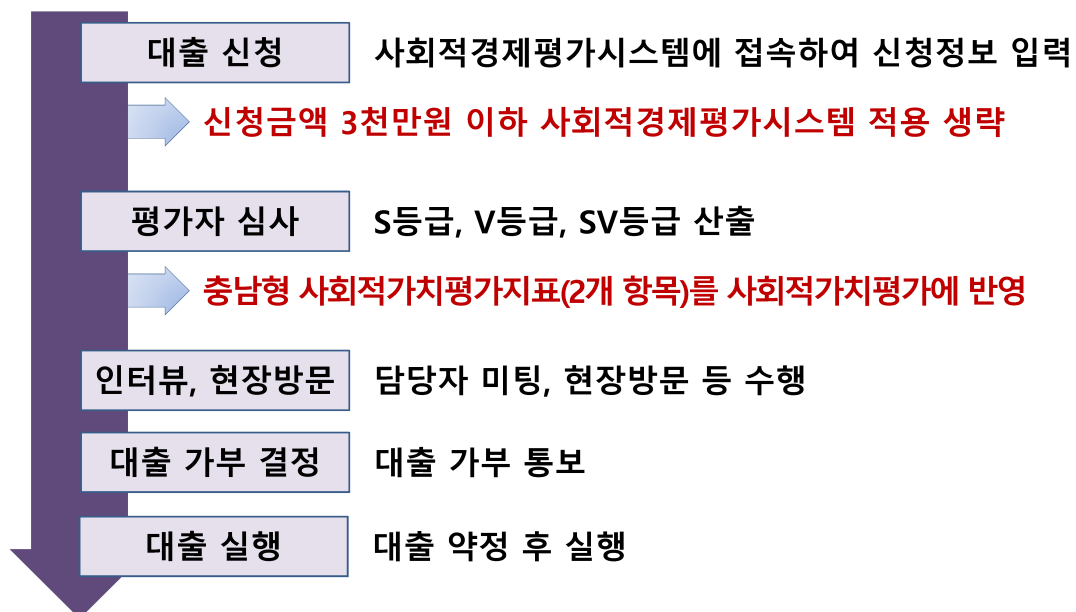 대출 신청 사회적경제평가시스템에 접속하여 신청정보 입력
신청금액 3천만원 이하 사회적경제평가시스템 적용 생략
평가자 심사 S등급, V등급, SV등급 산출
충남형 사회적가치평가지표(2개 항목)를 사회적가치평가에 반영
인터뷰, 현장방문 담당자 미팅, 현장방문 등 수행
대출 가부 결정 대출 가부 통보
대출 실행 대출 약정 후 실행